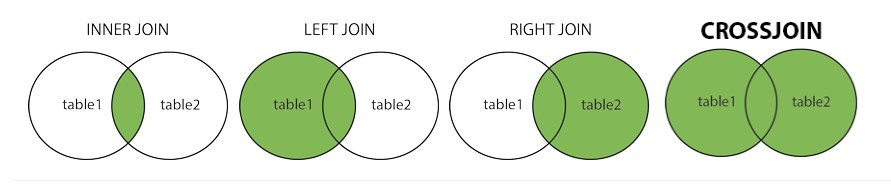 INNER JOIN
table1
table2
LEFT JOIN
table1
table2
RIGHT JOIN
table1
table2
CROSSJOIN
table1
table2